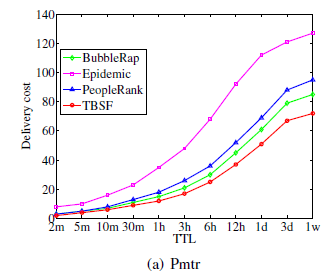 140
120
100
80
60
40
20
0
Delivery cost
BubbleRap
Epidemic
PeopleRank
TBSF
2m 5m 10m 30m 1h 3h 6h 12h 1d 3d 1w
TTL
(a) Pmtr